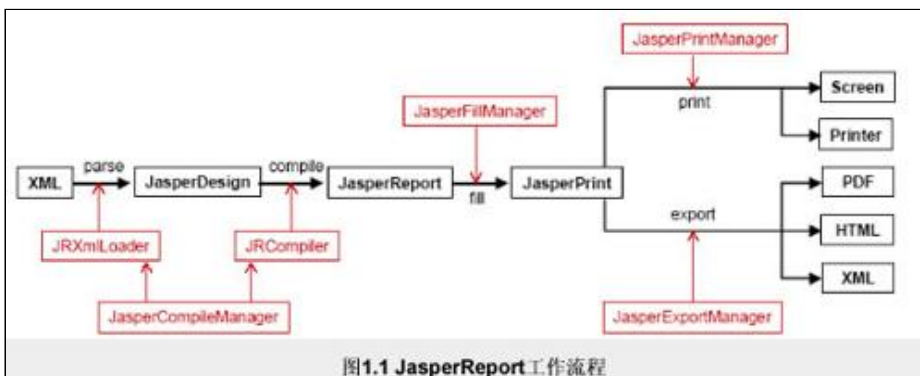 JasperPrintManager
print
Screen
Printer
JasperFillManager
XML
parse
JasperDesign
compile
JasperReport
fill
JasperPrint
export
PDF
HTML
XML
JRXmlLoader
JRCompiler
JasperCompileManager
JasperExportManager
图1.1 JasperReport工作流程